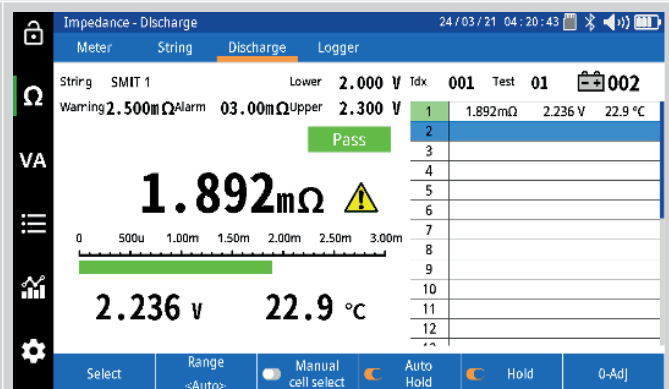 Impedance - Discharge 24/03/21 04:20:43
Meter String Discharge Logger
String SMIT 1 Lower 2.000 V Idx 001 Test 01 002
Warning 2.500mΩ Alarm 03.00mΩ Upper 2.300 V
1 1.892mΩ 2.236 V 22.9 °C
Ω
Pass
2
3
VA
4
1.892mΩ
5
6
0 500u 1.00m 1.50m 2.00m 2.50m 3.00m
7
8
9
10
2.236 V 22.9 °C
11
12
Select
Range
<Auto>
Manual
cell select
Auto
Hold
Hold
0-Adj